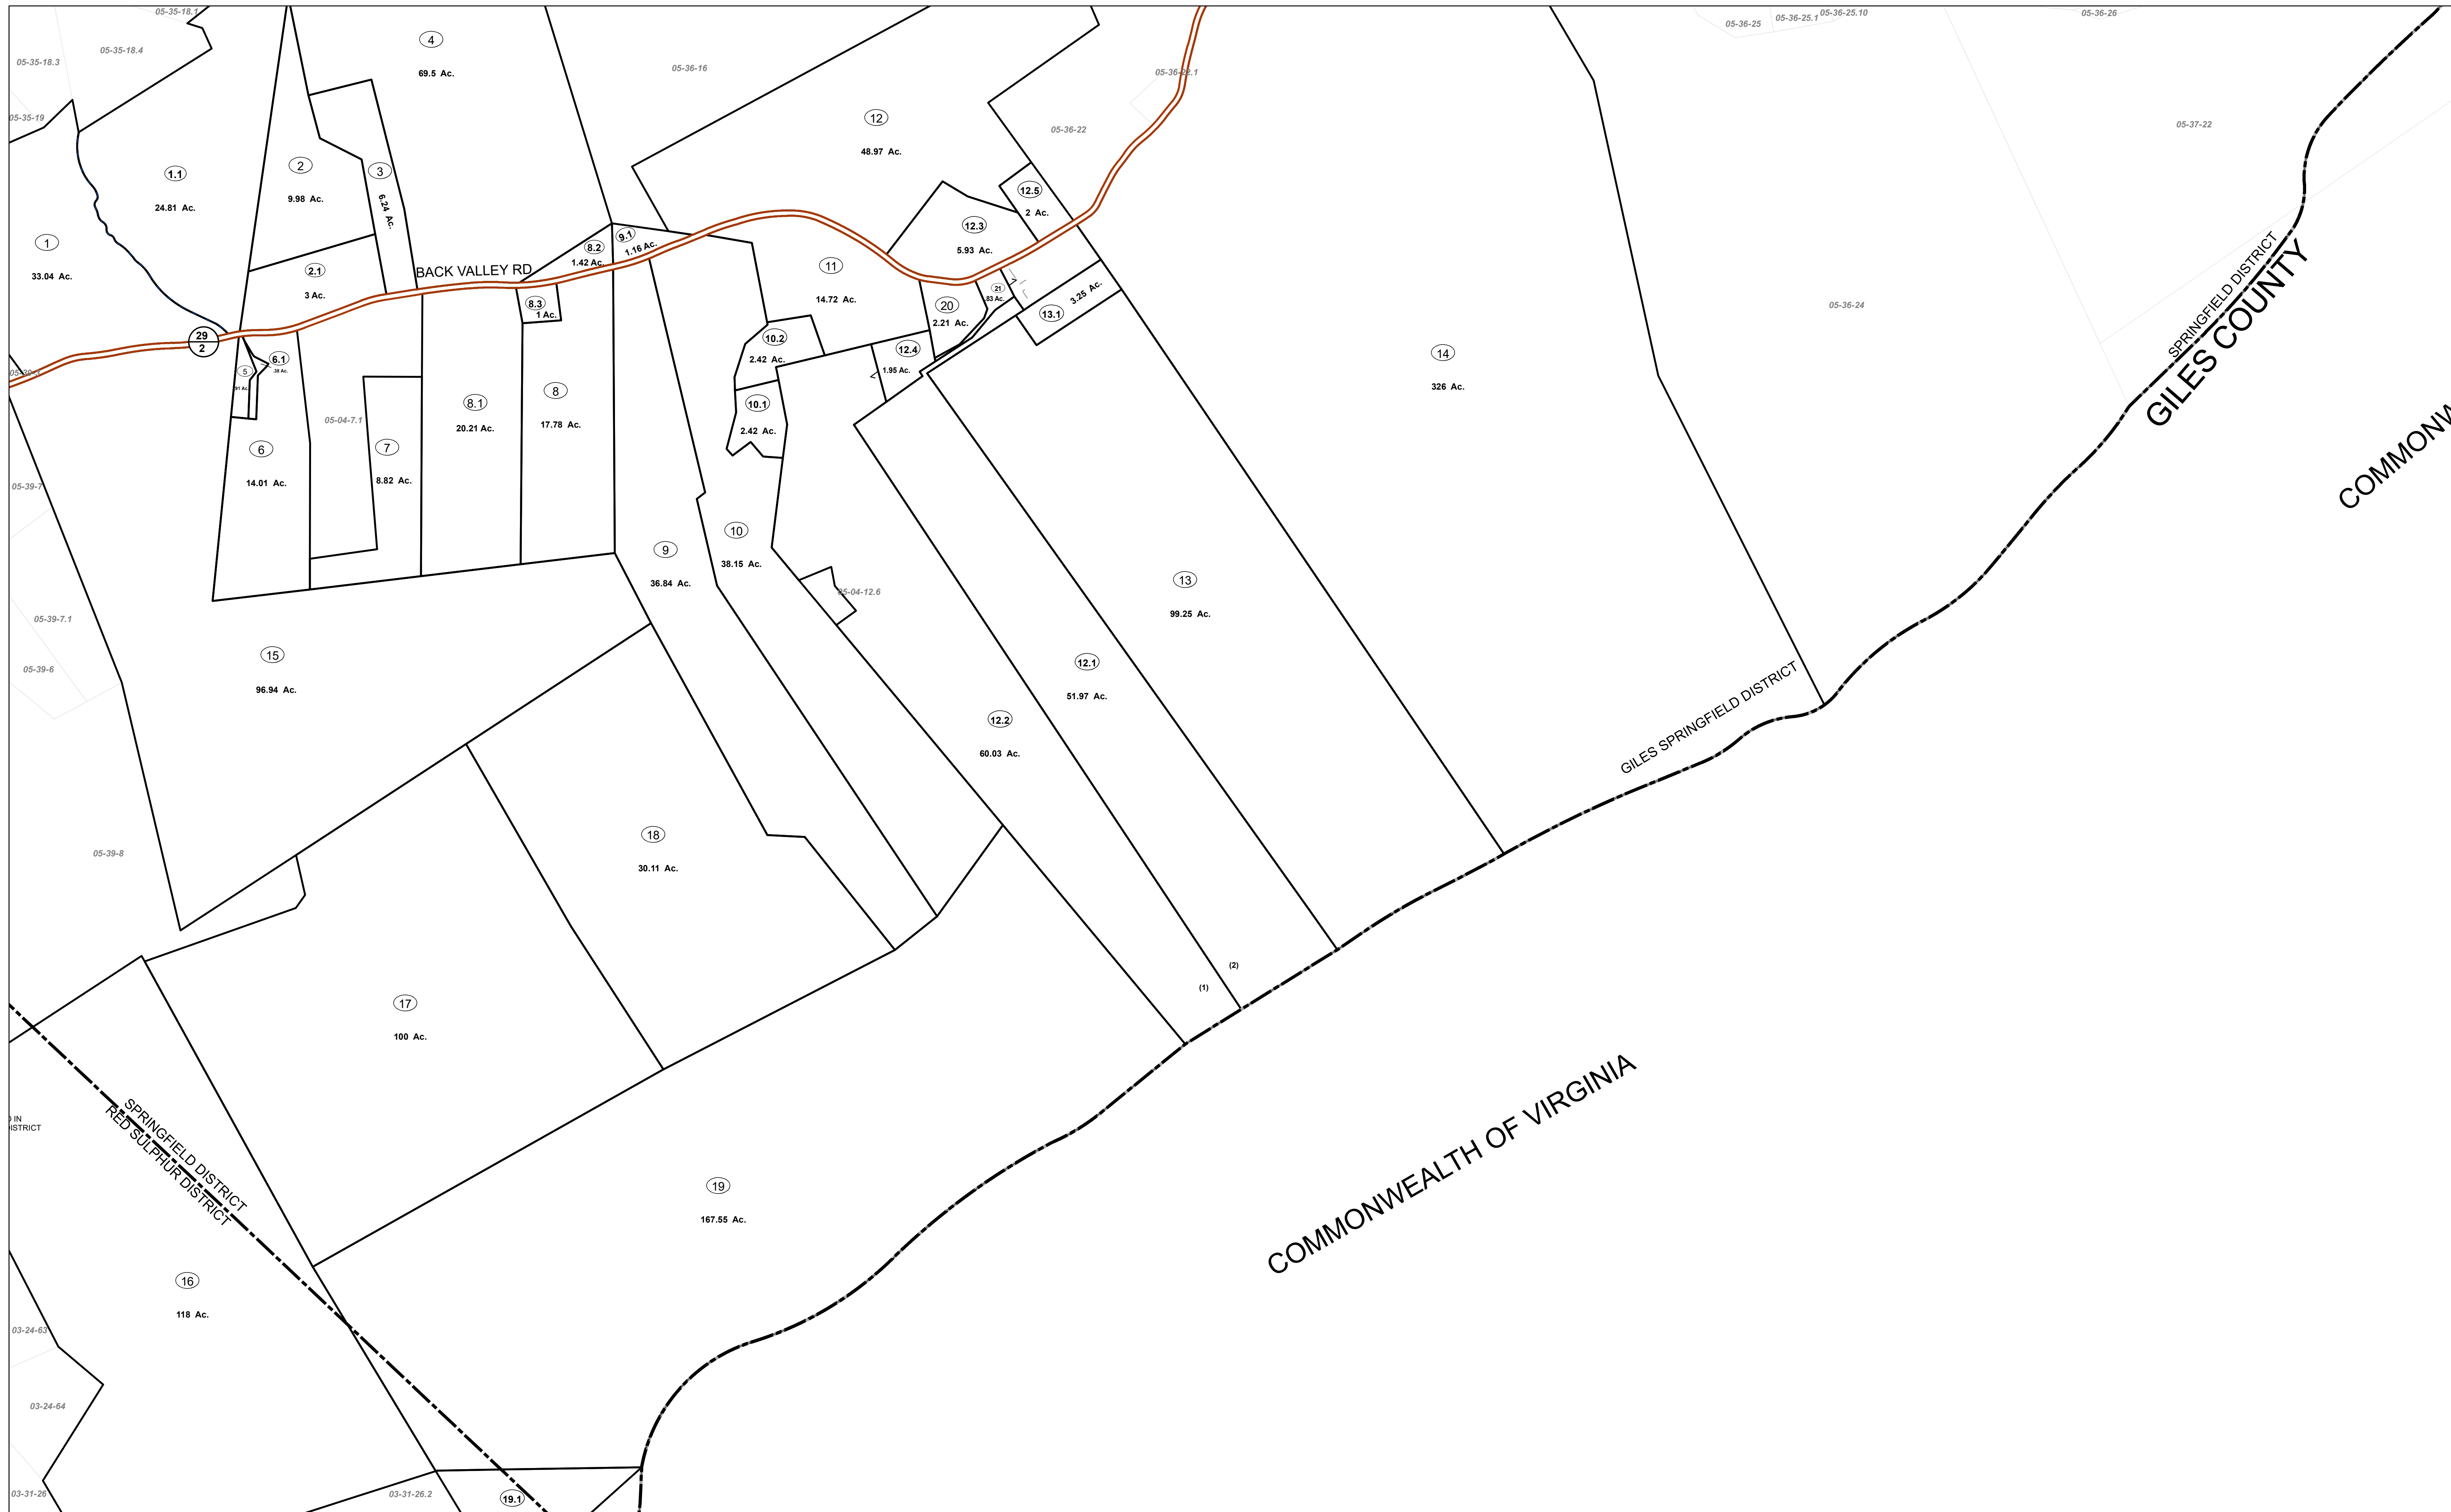 05-35-18.1
05-36-25
05-36-25.1
05-36-25.10
05-36-26
05-35-18.4
4
69.5 Ac.
05-36-16
05-36-22.1
05-35-18.3
05-35-19
12
48.97 Ac.
05-36-22
05-37-22
1.1
24.81 Ac.
2
9.98 Ac.
3
6.24 Ac.
12.5
2 Ac.
12.3
5.93 Ac.
1
33.04 Ac.
8.2
1.42 Ac.
9.1
1.16 Ac.
BACK VALLEY RD
2.1
3 Ac.
11
14.72 Ac.
8.3
1 Ac.
20
2.21 Ac.
21
.83 Ac.
13.1
3.25 Ac.
05-36-24
SPRINGFIELD DISTRICT
GILES COUNTY
29
2
10.2
2.42 Ac.
12.4
1.95 Ac.
14
326 Ac.
5
.91 Ac.
6.1
.38 Ac.
05-04-7.1
8.1
20.21 Ac.
8
17.78 Ac.
10.1
2.42 Ac.
COMMONW
6
14.01 Ac.
7
8.82 Ac.
05-39-7
10
38.15 Ac.
9
36.84 Ac.
05-04-12.6
13
99.25 Ac.
05-39-7.1
05-39-6
15
96.94 Ac.
12.1
51.97 Ac.
12.2
60.03 Ac.
GILES SPRINGFIELD DISTRICT
05-39-8
18
30.11 Ac.
(2)
(1)
17
100 Ac.
COMMONWEALTH OF VIRGINIA
IN
ISTRICT
SPRINGFIELD DISTRICT
RED SULPHUR DISTRICT
19
167.55 Ac.
16
118 Ac.
03-24-63
03-24-64
03-31-26
03-31-26.2
19.1